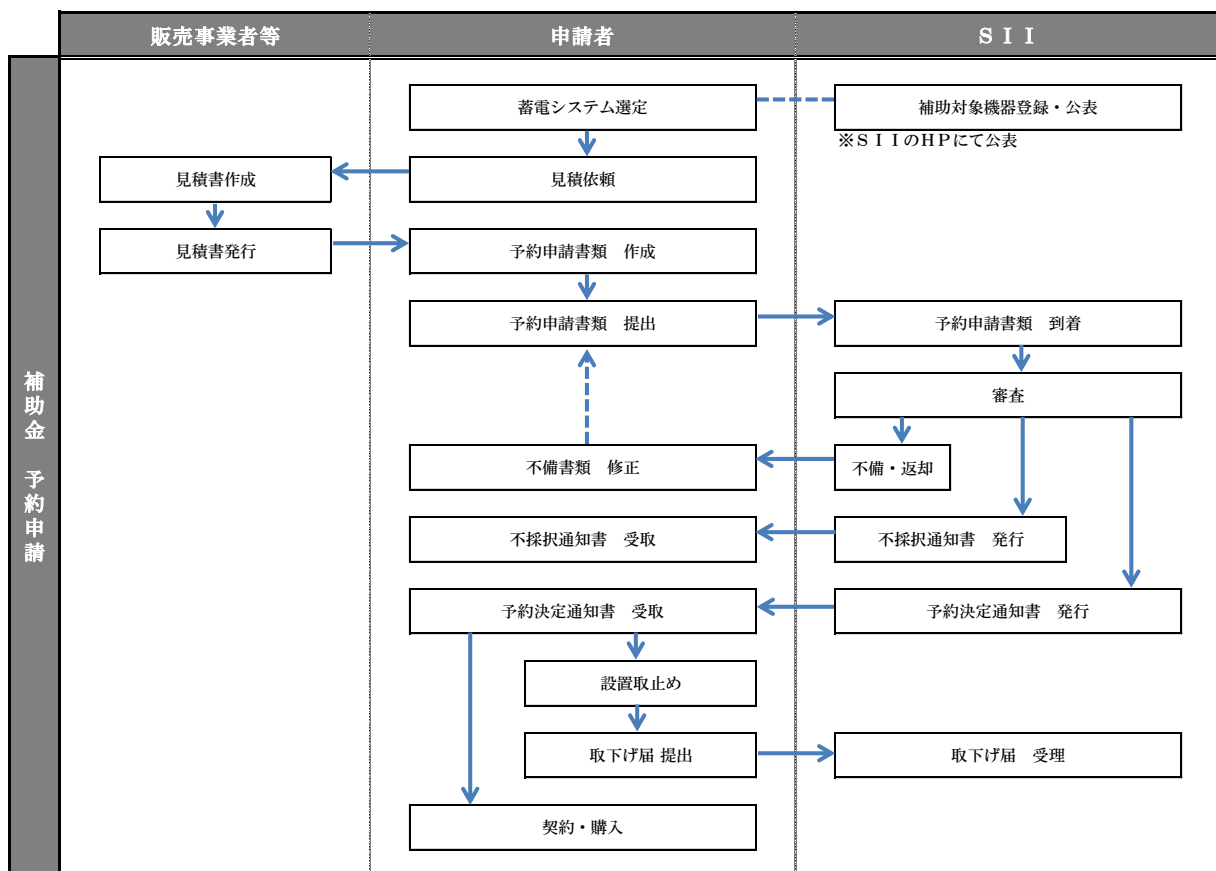 販売事業者等
申請者
ＳＩＩ
補助金　予約申請
蓄電システム選定
補助対象機器登録・公表
※ＳＩＩのHPにて公表
見積書作成
見積依頼
見積書発行
予約申請書類　作成
予約申請書類　提出
予約申請書類　到着
審査
不備書類　修正
不備・返却
不採択通知書　受取
不採択通知書　発行
予約決定通知書　受取
予約決定通知書　発行
設置取止め
取下げ届 提出
取下げ届　受理
契約・購入